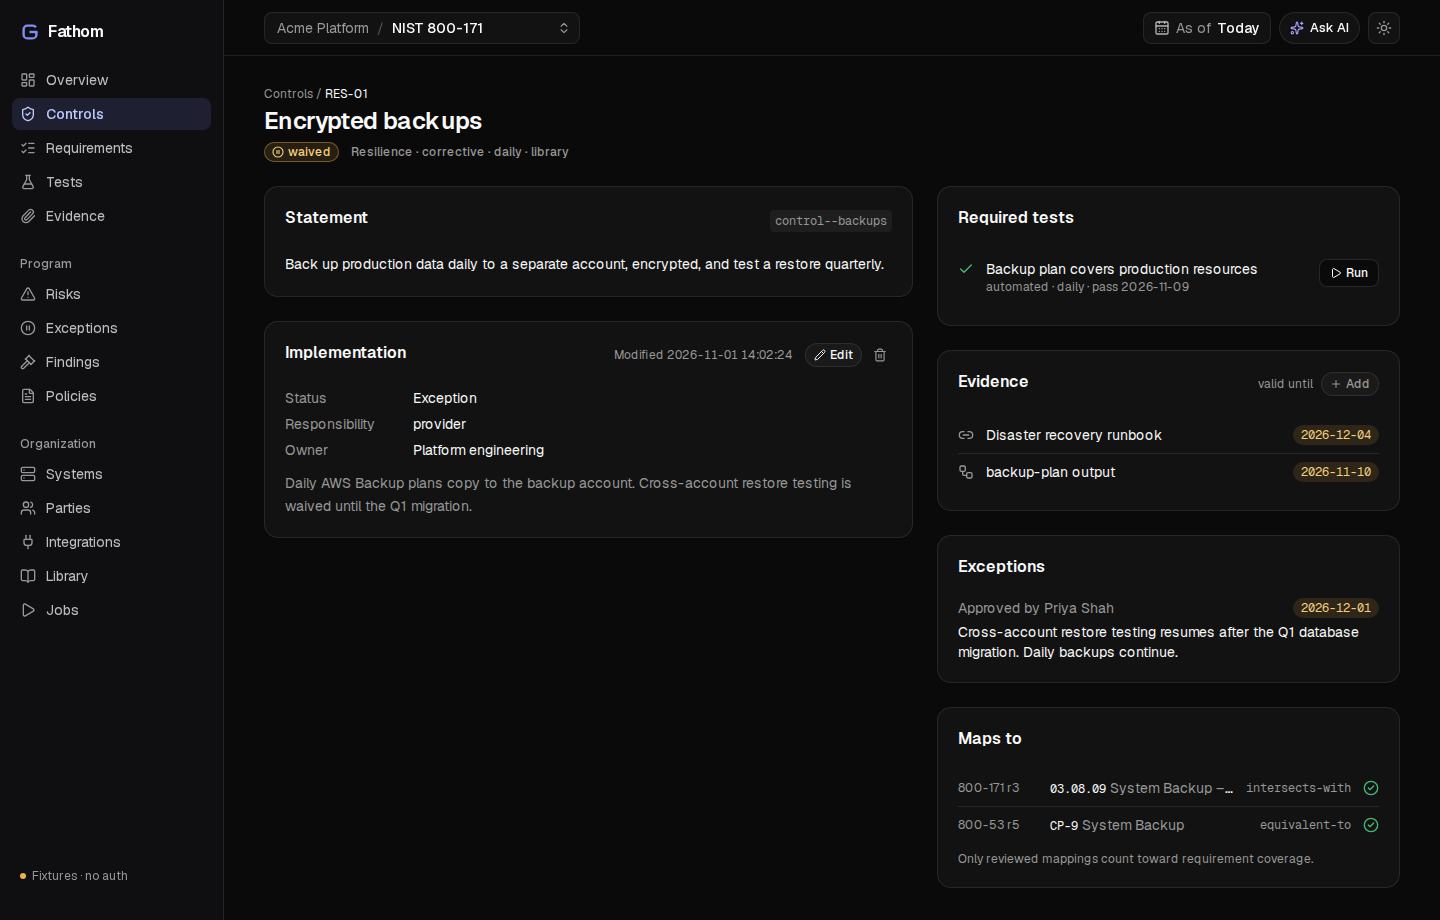 Fathom
Overview
Controls
Requirements
Tests
Evidence
Program
Risks
Exceptions
Findings
Policies
Organization
Systems
Parties
Integrations
Library
Jobs
Fixtures · no auth
Acme Platform / NIST 800-171
As of Today
Ask AI
Controls / RES-01
Encrypted backups
waived
Resilience · corrective · daily · library
Statement
control--backups
Back up production data daily to a separate account, encrypted, and test a restore quarterly.
Implementation
Modified 2026-11-01 14:02:24
Edit
Status Exception
Responsibility provider
Owner Platform engineering
Daily AWS Backup plans copy to the backup account. Cross-account restore testing is
waived until the Q1 migration.
Required tests
Backup plan covers production resources
automated · daily · pass 2026-11-09
Run
Evidence
valid until
Add
Disaster recovery runbook 2026-12-04
backup-plan output 2026-11-10
Exceptions
Approved by Priya Shah 2026-12-01
Cross-account restore testing resumes after the Q1 database
migration. Daily backups continue.
Maps to
800-171 r3 03.08.09 System Backup –… intersects-with
800-53 r5 CP-9 System Backup equivalent-to
Only reviewed mappings count toward requirement coverage.